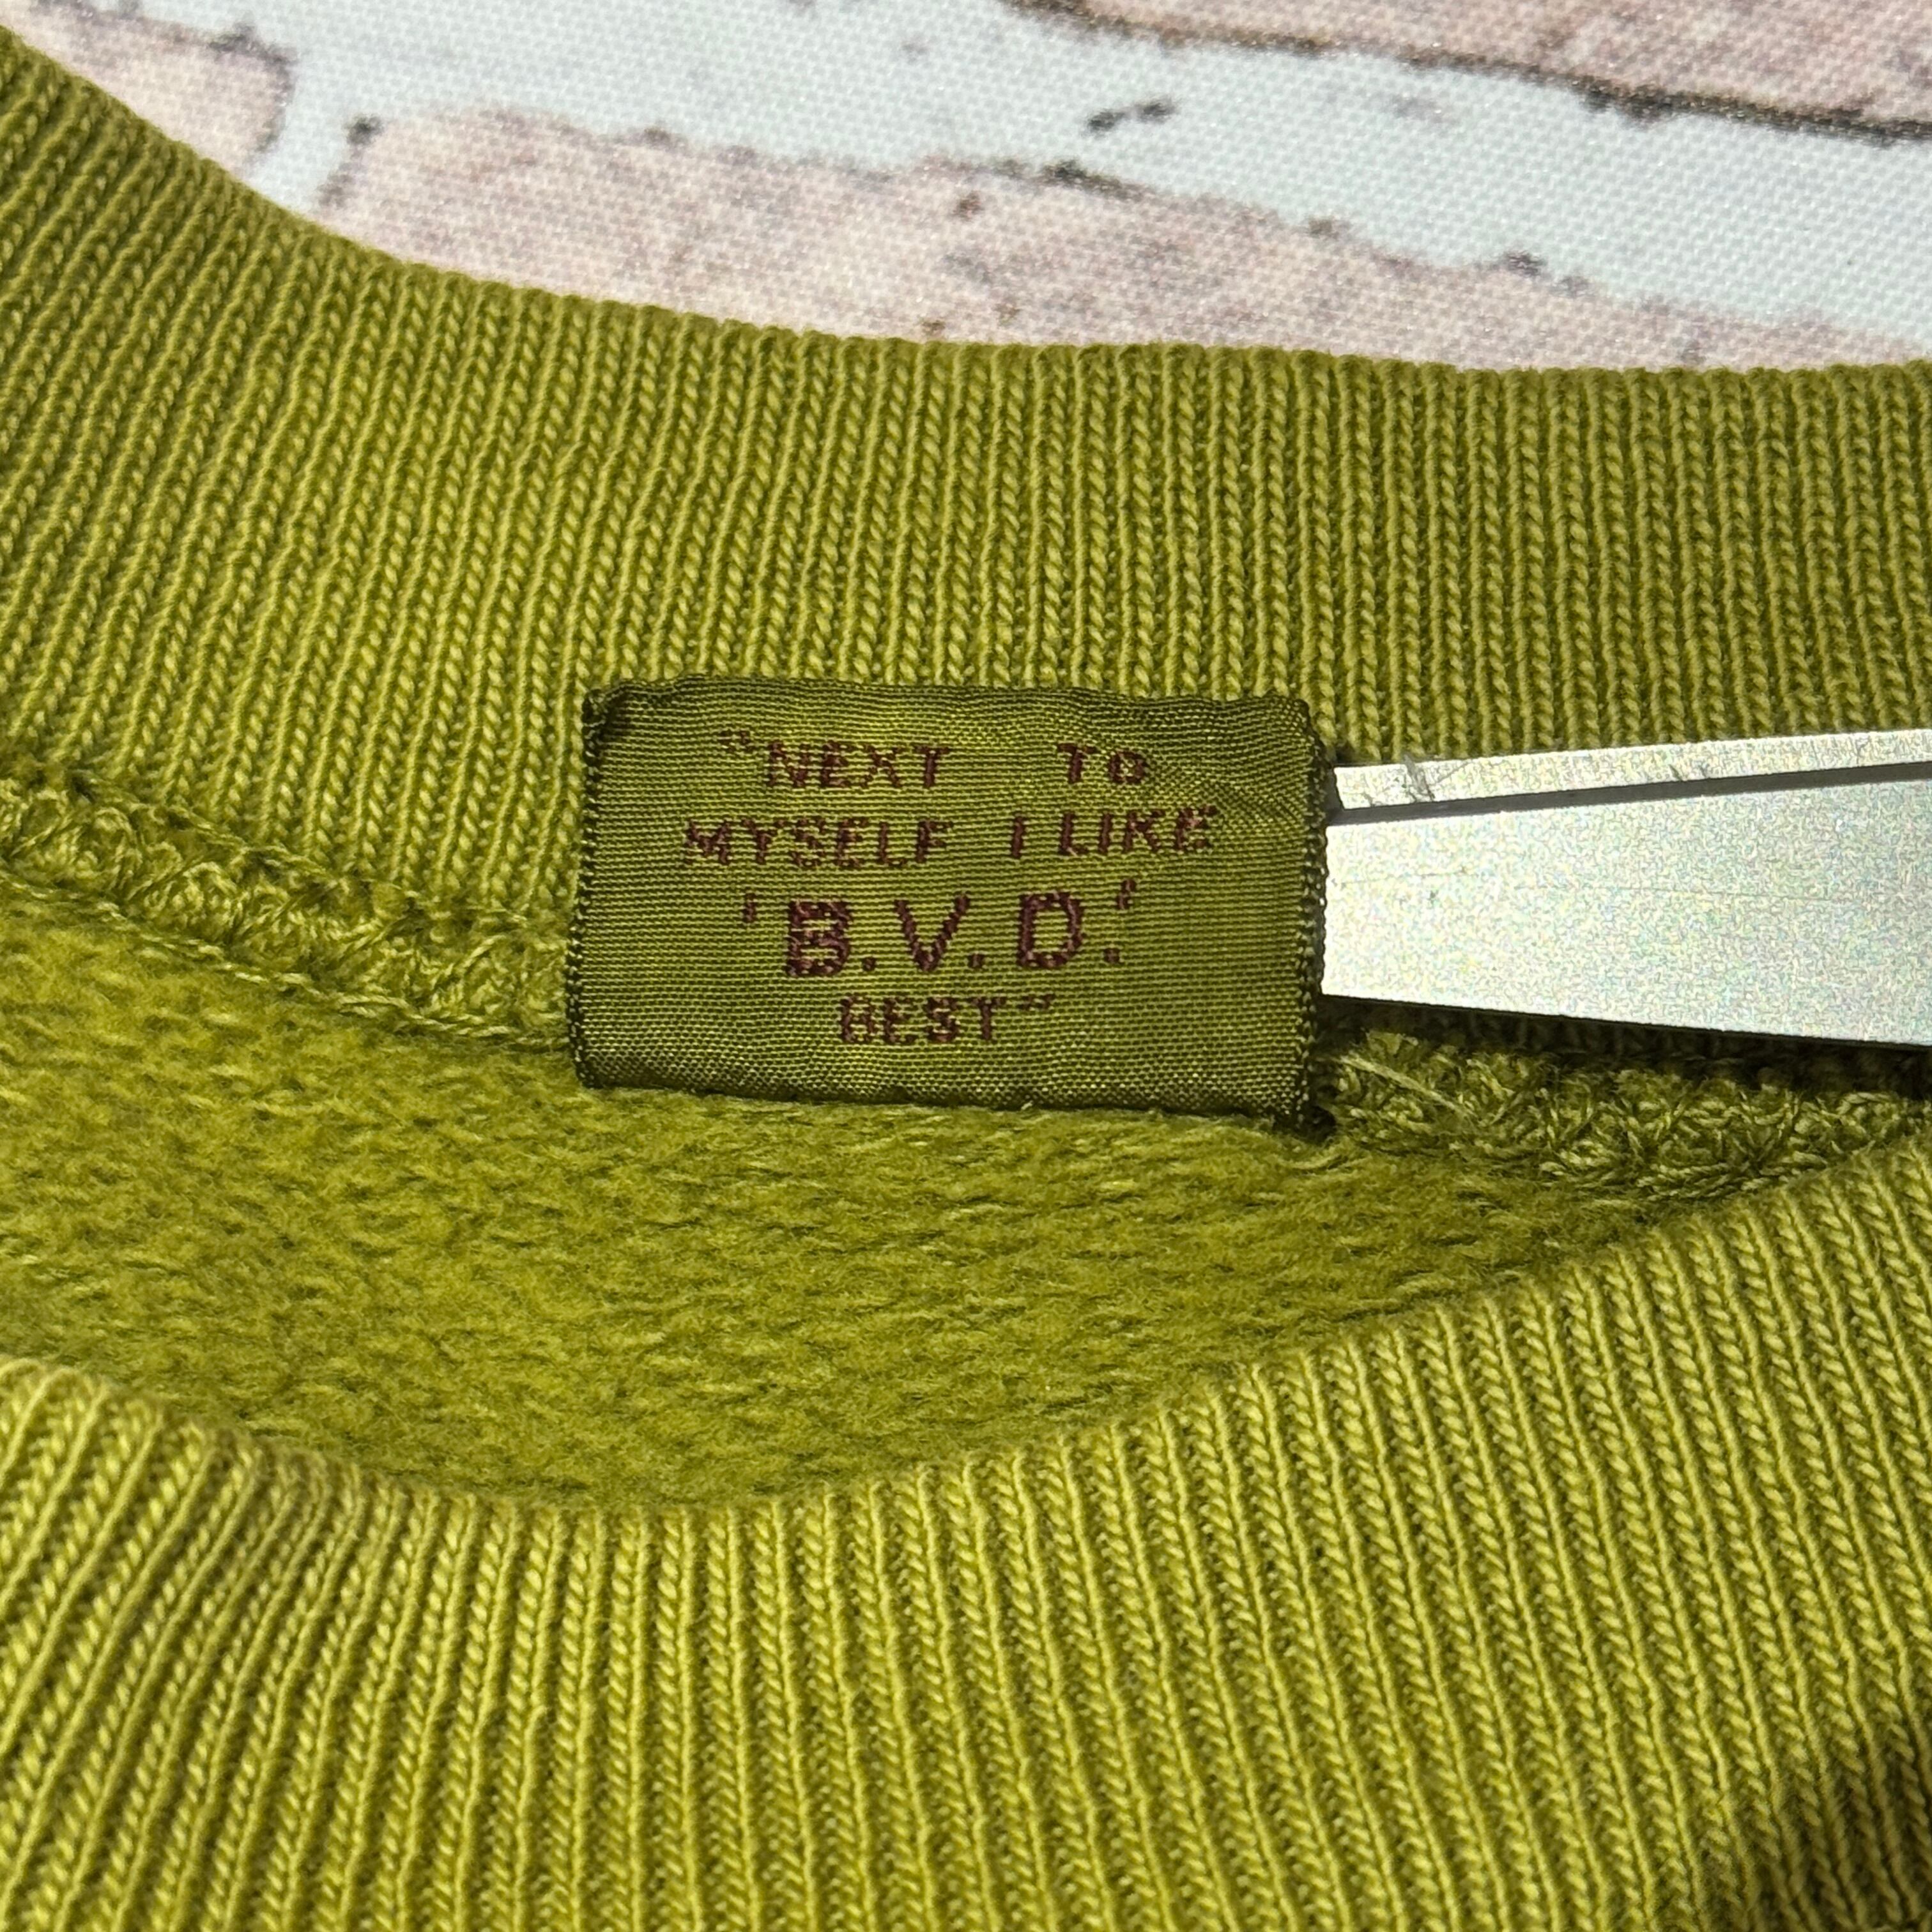 "NEXT TO
MYSELF I LIKE
'B.V.D.'
BEST"